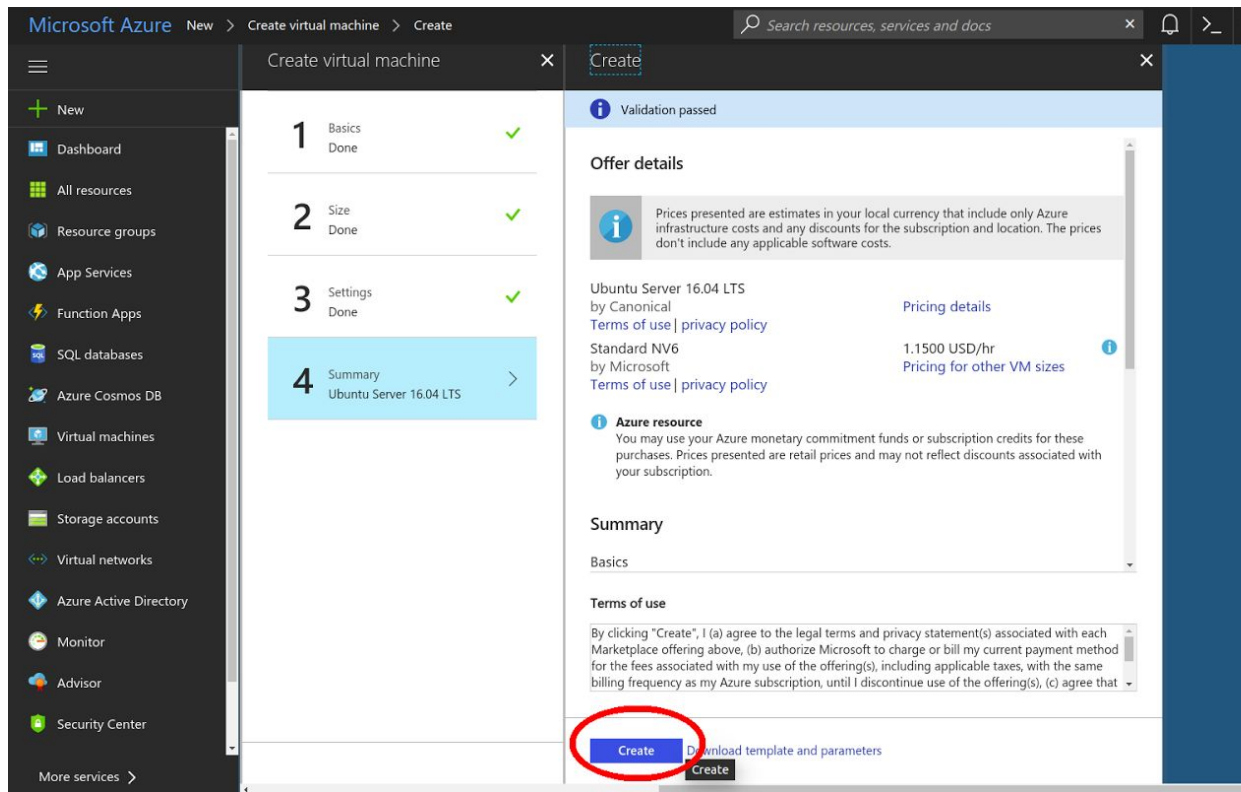 Microsoft Azure New > Create virtual machine > Create
Search resources, services and docs
Create virtual machine
Create
New
Dashboard
All resources
Resource groups
App Services
Function Apps
SQL databases
Azure Cosmos DB
Virtual machines
Load balancers
Storage accounts
Virtual networks
Azure Active Directory
Monitor
Advisor
Security Center
More services >
1 Basics
Done
2 Size
Done
3 Settings
Done
4 Summary
Ubuntu Server 16.04 LTS
Validation passed
Offer details
Prices presented are estimates in your local currency that include only Azure
infrastructure costs and any discounts for the subscription and location. The prices
don't include any applicable software costs.
Ubuntu Server 16.04 LTS
by Canonical Pricing details
Terms of use | privacy policy
Standard NV6 1.1500 USD/hr
by Microsoft Pricing for other VM sizes
Terms of use | privacy policy
Azure resource
You may use your Azure monetary commitment funds or subscription credits for these
purchases. Prices presented are retail prices and may not reflect discounts associated with
your subscription.
Summary
Basics
Terms of use
By clicking "Create", I (a) agree to the legal terms and privacy statement(s) associated with each
Marketplace offering above, (b) authorize Microsoft to charge or bill my current payment method
for the fees associated with my use of the offering(s), including applicable taxes, with the same
billing frequency as my Azure subscription, until I discontinue use of the offering(s), (c) agree that
Create Download template and parameters
Create